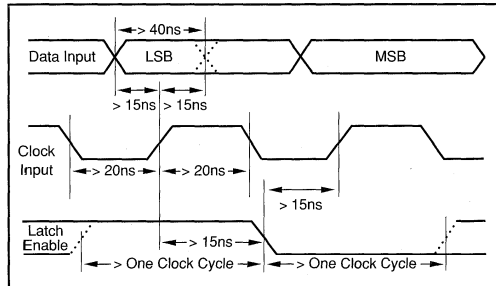 > 40ns
Data Input LSB MSB
> 15ns > 15ns
Clock
Input
> 20ns > 20ns
> 15ns
Latch
Enable
> 15ns
> One Clock Cycle > One Clock Cycle